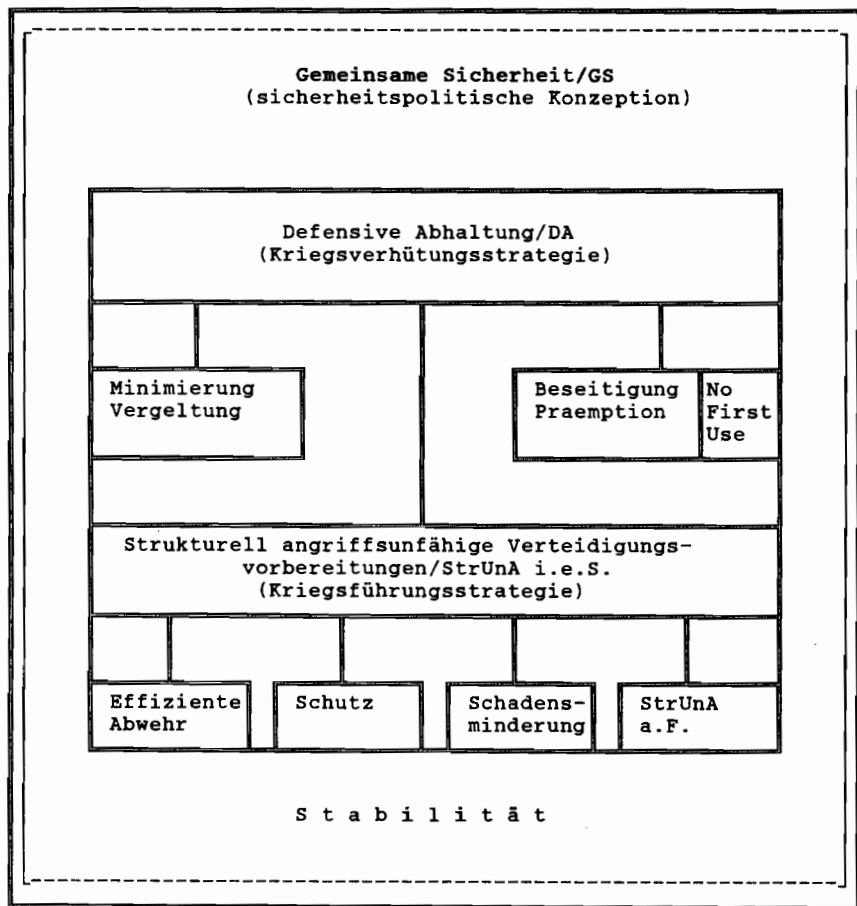 Gemeinsame Sicherheit/GS
(sicherheitspolitische Konzeption)
Defensive Abhaltung/DA
(Kriegsverhütungsstrategie)
Minimierung
Vergeltung
Beseitigung
Praemption
No
First
Use
Strukturell angriffsunfähige Verteidigungs-
vorbereitungen/StrUnA i.e.S.
(Kriegsführungsstrategie)
Effiziente
Abwehr
Schutz
Schadens-
minderung
StrUnA
a.F.
S t a b i l i t ä t